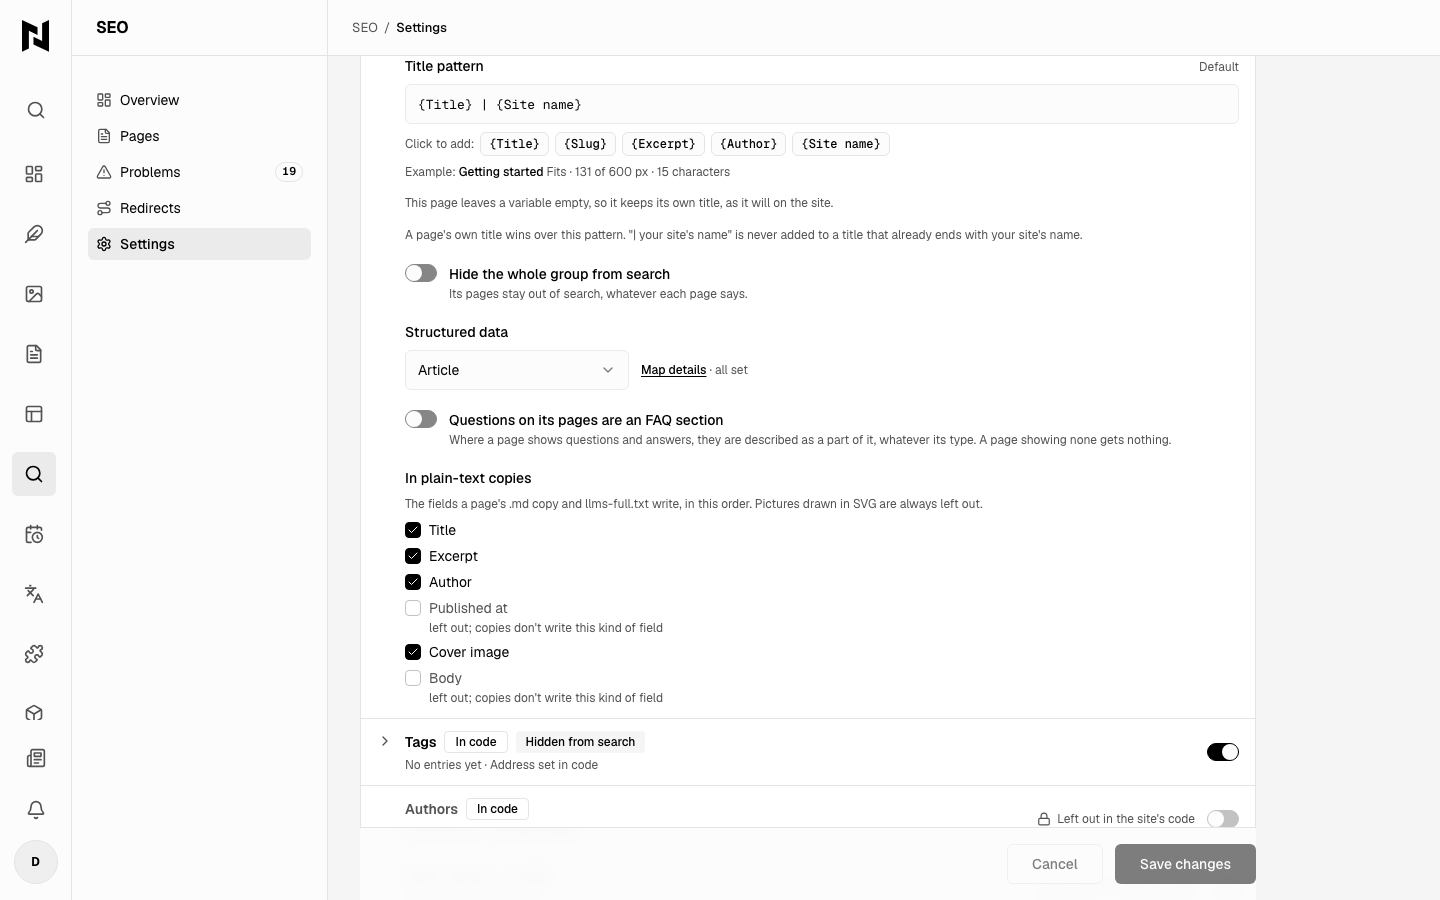 SEO
SEO / Settings
Overview
Pages
Problems 19
Redirects
Settings
Title pattern Default
{Title} | {Site name}
Click to add: {Title} {Slug} {Excerpt} {Author} {Site name}
Example: Getting started Fits · 131 of 600 px · 15 characters
This page leaves a variable empty, so it keeps its own title, as it will on the site.
A page's own title wins over this pattern. "| your site's name" is never added to a title that already ends with your site's name.
Hide the whole group from search
Its pages stay out of search, whatever each page says.
Structured data
Article Map details · all set
Questions on its pages are an FAQ section
Where a page shows questions and answers, they are described as a part of it, whatever its type. A page showing none gets nothing.
In plain-text copies
The fields a page's .md copy and llms-full.txt write, in this order. Pictures drawn in SVG are always left out.
Title
Excerpt
Author
Published at
left out; copies don't write this kind of field
Cover image
Body
left out; copies don't write this kind of field
Tags In code Hidden from search
No entries yet · Address set in code
Authors In code
Left out in the site's code
Cancel Save changes
D